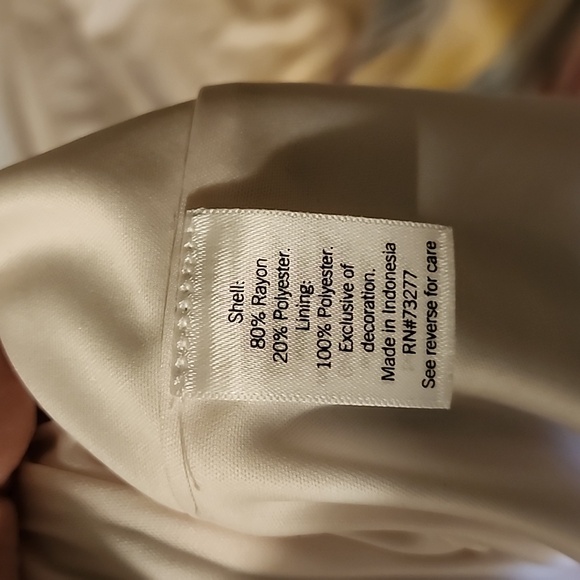 Shell:
80% Rayon
20% Polyester.
Lining:
100% Polyester.
Exclusive of
decoration.
Made in Indonesia
RN#73277
See reverse for care